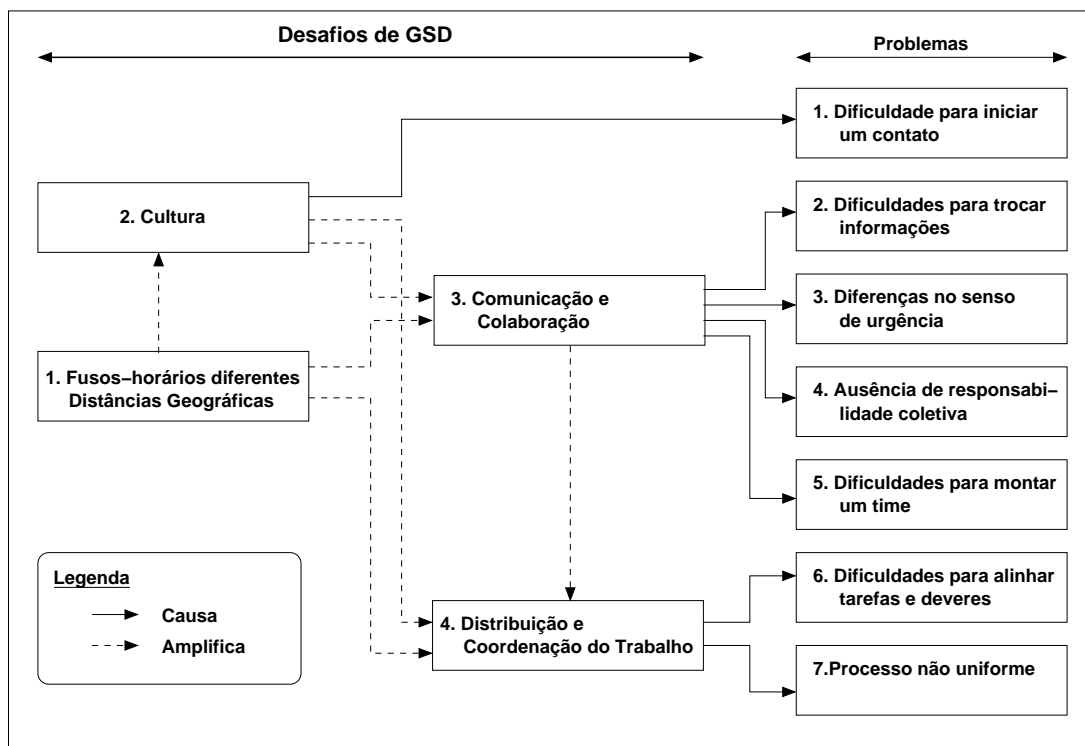 Desafios de GSD
Problemas
1. Dificuldade para iniciar
um contato
2. Cultura
2. Dificuldades para trocar
informações
3. Comunicação e
Colaboração
3. Diferenças no senso
de urgência
1. Fusos−horários diferentes
Distâncias Geográficas
4. Ausência de responsabi−
lidade coletiva
5. Dificuldades para montar
um time
Legenda
Causa
Amplifica
4. Distribuição e
Coordenação do Trabalho
6. Dificuldades para alinhar
tarefas e deveres
7.Processo não uniforme